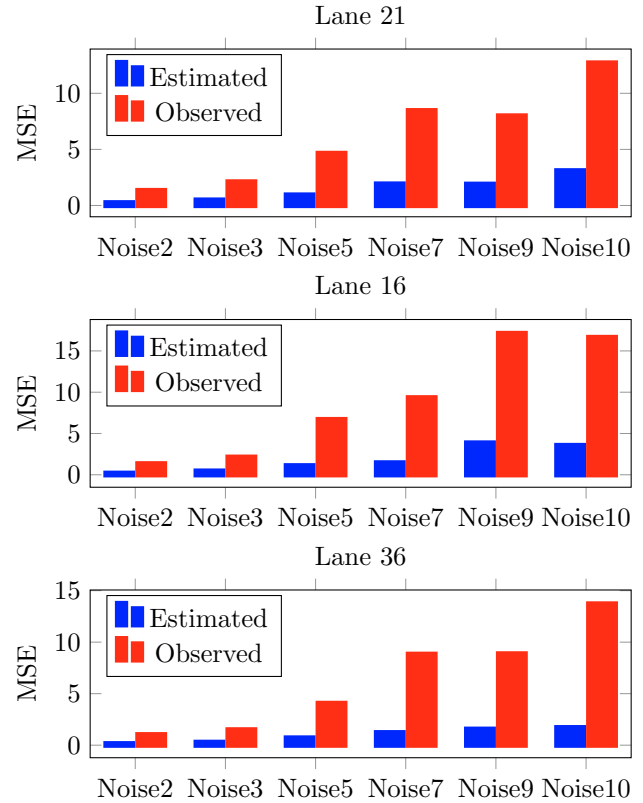 Lane 21
MSE
10
5
0
Estimated
Observed
Noise2 Noise3 Noise5 Noise7 Noise9 Noise10
Lane 16
MSE
15
10
5
0
Estimated
Observed
Noise2 Noise3 Noise5 Noise7 Noise9 Noise10
Lane 36
MSE
15
10
5
0
Estimated
Observed
Noise2 Noise3 Noise5 Noise7 Noise9 Noise10